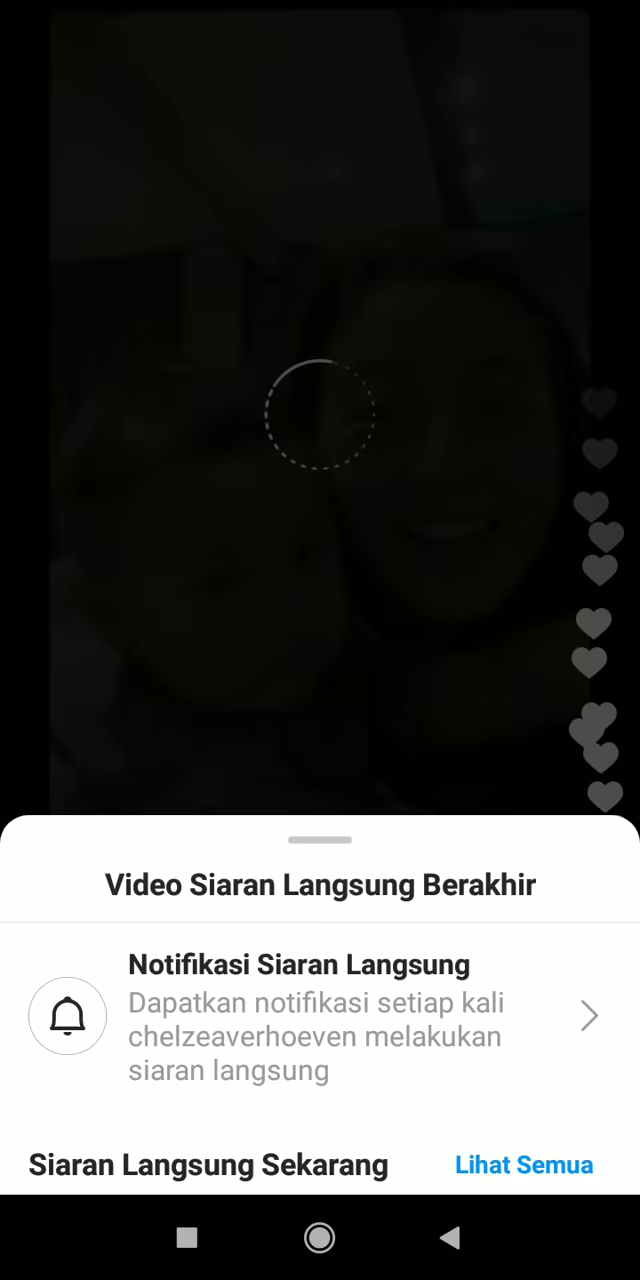 Video Siaran Langsung Berakhir
Notifikasi Siaran Langsung
Dapatkan notifikasi setiap kali
chelzeaverhoeven melakukan
siaran langsung
Siaran Langsung Sekarang
Lihat Semua